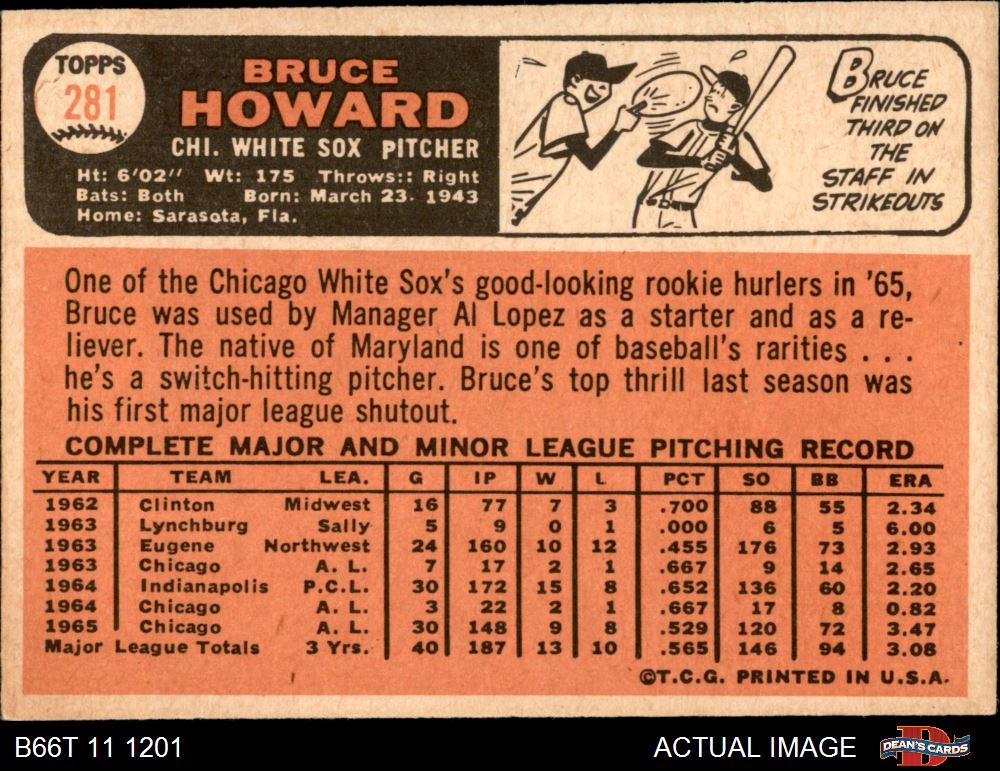 TOPPS
281
BRUCE
HOWARD
CHI. WHITE SOX PITCHER
Ht: 6'02" Wt: 175 Throws:: Right
Bats: Both Born: March 23. 1943
Home: Sarasota, Fla.
BRUCE
FINISHED
THIRD ON
THE
STAFF IN
STRIKEOUTS
One of the Chicago White Sox's good-looking rookie hurlers in '65,
Bruce was used by Manager Al Lopez as a starter and as a re-
liever. The native of Maryland is one of baseball's rarities . . .
he's a switch-hitting pitcher. Bruce's top thrill last season was
his first major league shutout.
COMPLETE MAJOR AND MINOR LEAGUE PITCHING RECORD
YEAR TEAM LEA. G IP W L PCT SO BB ERA
1962 Clinton Midwest 16 77 7 3 .700 88 55 2.34
1963 Lynchburg Sally 5 9 0 1 .000 6 5 6.00
1963 Eugene Northwest 24 160 10 12 .455 176 73 2.93
1963 Chicago A. L. 7 17 2 1 .667 9 14 2.65
1964 Indianapolis P.C.L. 30 172 15 8 .652 136 60 2.20
1964 Chicago A. L. 3 22 2 1 .667 17 8 0.82
1965 Chicago A. L. 30 148 9 8 .529 120 72 3.47
Major League Totals 3 Yrs. 40 187 13 10 .565 146 94 3.08
©T.C.G. PRINTED IN U.S.A.
B66T 11 1201
ACTUAL IMAGE
DEAN'S CARDS